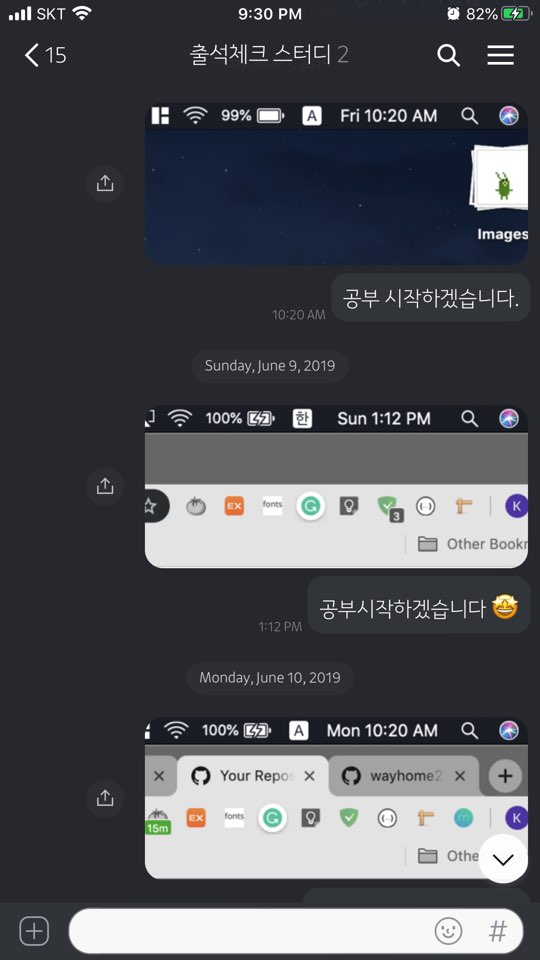 SKT 9:30 PM 82%
15 출석체크 스터디 2
99% A Fri 10:20 AM
Images
공부 시작하겠습니다.
10:20 AM
Sunday, June 9, 2019
100% 한 Sun 1:12 PM
EX fonts G 3 K
Other Bookr
공부시작하겠습니다 🤩
1:12 PM
Monday, June 10, 2019
100% A Mon 10:20 AM
Your Repos wayhome2
15m EX fonts G m K
Othe
#